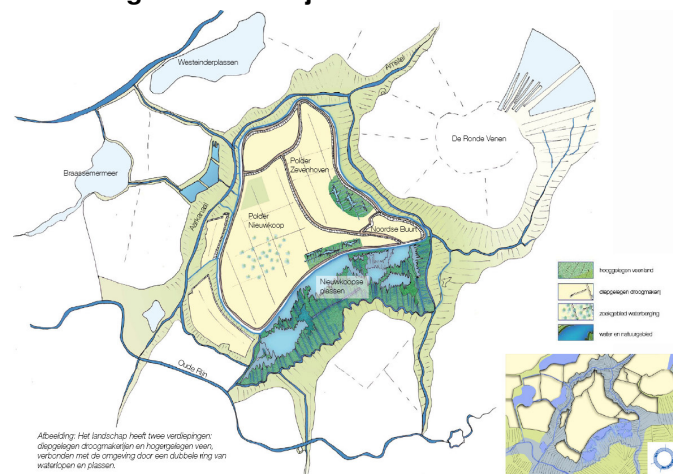 Westeinderplassen
Amstel
De Ronde Venen
Braassemermeer
Polder
Zevenhoven
Aarkanaal
Polder
Nieuwkoop
Noordse Buurt
Nieuwkoopse
plassen
Oude Rijn
hooggelegen veenland
diepgelegen droogmakerij
zoekgebied waterberging
water en natuurgebied
Afbeelding: Het landschap heeft twee verdiepingen:
diepgelegen droogmakerijen en hogergelegen veen,
verbonden met de omgeving door een dubbele ring van
waterlopen en plassen.